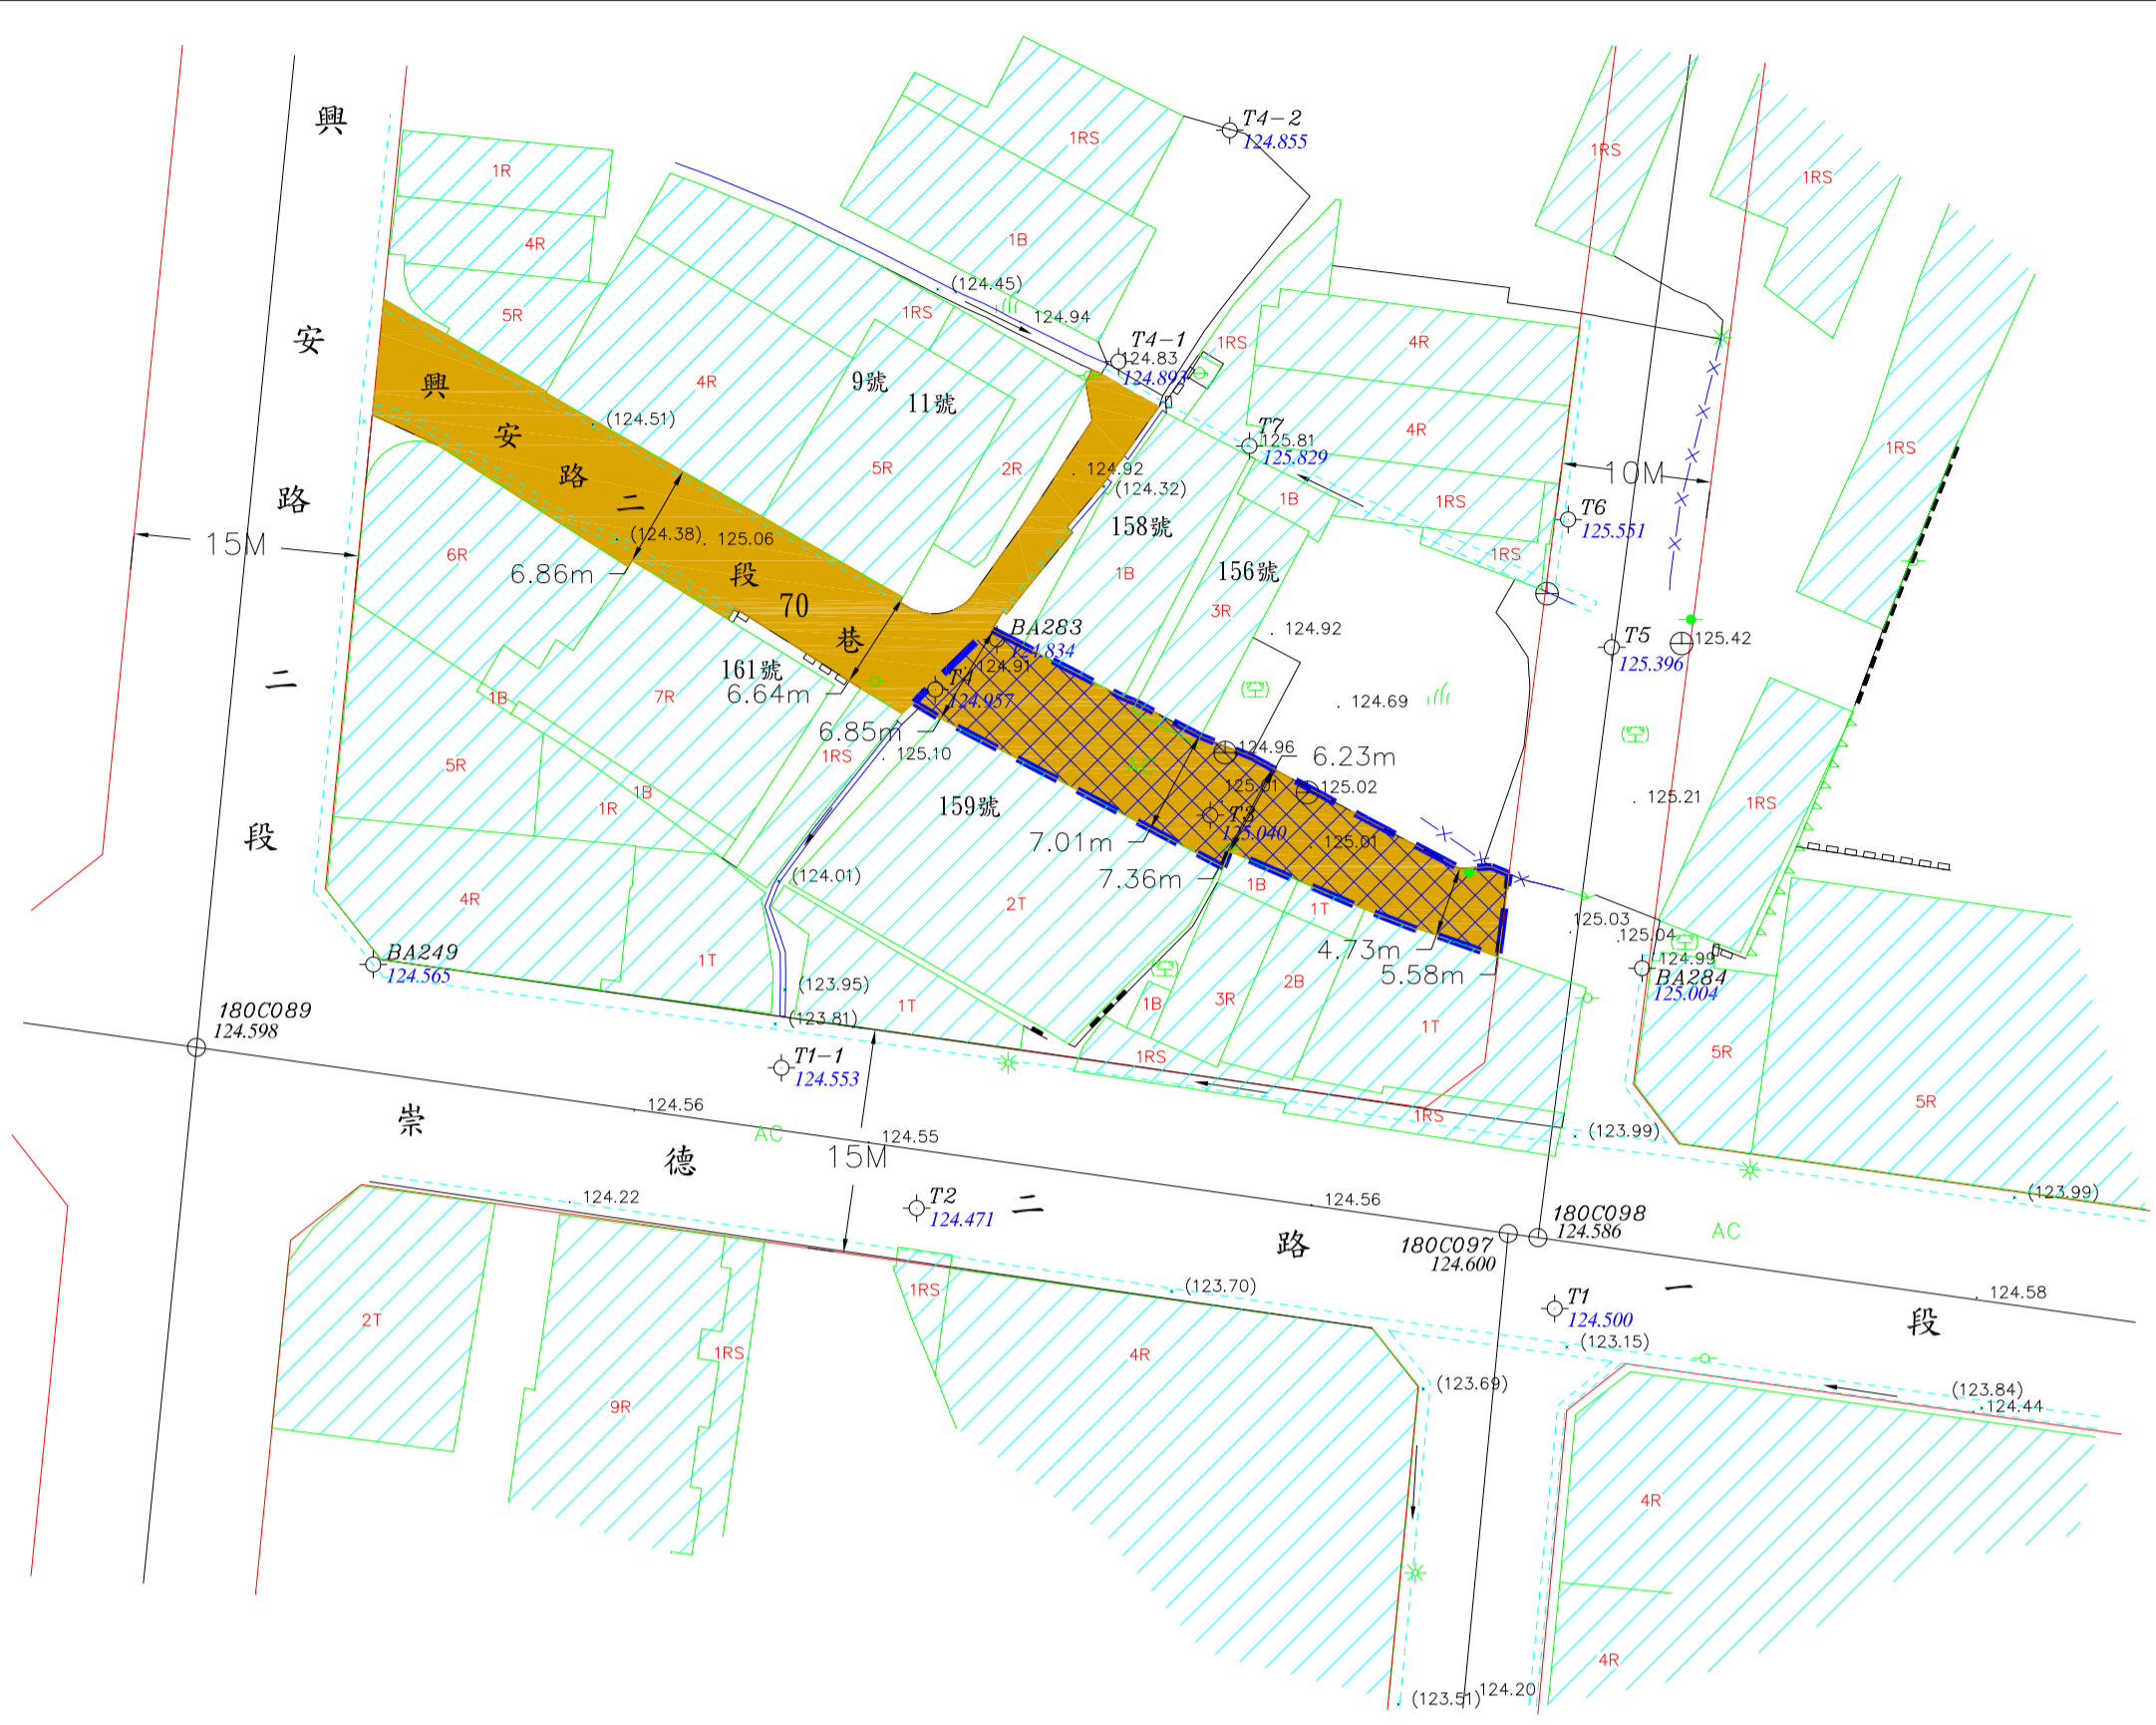 興
安
路
二
段
15M
興
安
路
二
段
70
巷
1R
4R
5R
1RS
1B
T4-2
124.855
1RS
1RS
(124.45)
124.94
1RS
T4-1
124.83
124.893
1RS
4R
9號
11號
4R
5R
2R
(124.51)
124.92
(124.32)
T7
125.81
125.829
4R
1B
1RS
1RS
10M
T6
125.551
1RS
158號
156號
1B
3R
(124.38)
125.06
6.86m
6R
161號
6.64m
7R
1B
BA283
124.834
124.91
T4
124.957
6.85m
1RS
125.10
124.92
124.69
T5
125.396
125.42
124.96
6.23m
AC
125.01
125.02
T3
125.040
125.01
159號
7.01m
7.36m
125.21
1RS
5R
1R
1B
4R
1T
(124.01)
2T
1B
1T
4.73m
5.58m
125.03
125.04
124.99
BA284
125.004
BA249
124.565
(123.95)
(123.81)
1T
1B
3R
2B
1T
1RS
1RS
5R
5R
180C089
124.598
T1-1
124.553
124.56
AC
124.55
15M
(123.99)
崇
德
二
路
一
段
124.22
T2
124.471
124.56
180C097
124.600
180C098
124.586
AC
(123.99)
124.58
2T
9R
1RS
1RS
(123.70)
4R
T1
124.500
(123.15)
(123.69)
(123.84)
124.44
4R
4R
(123.51)
124.20